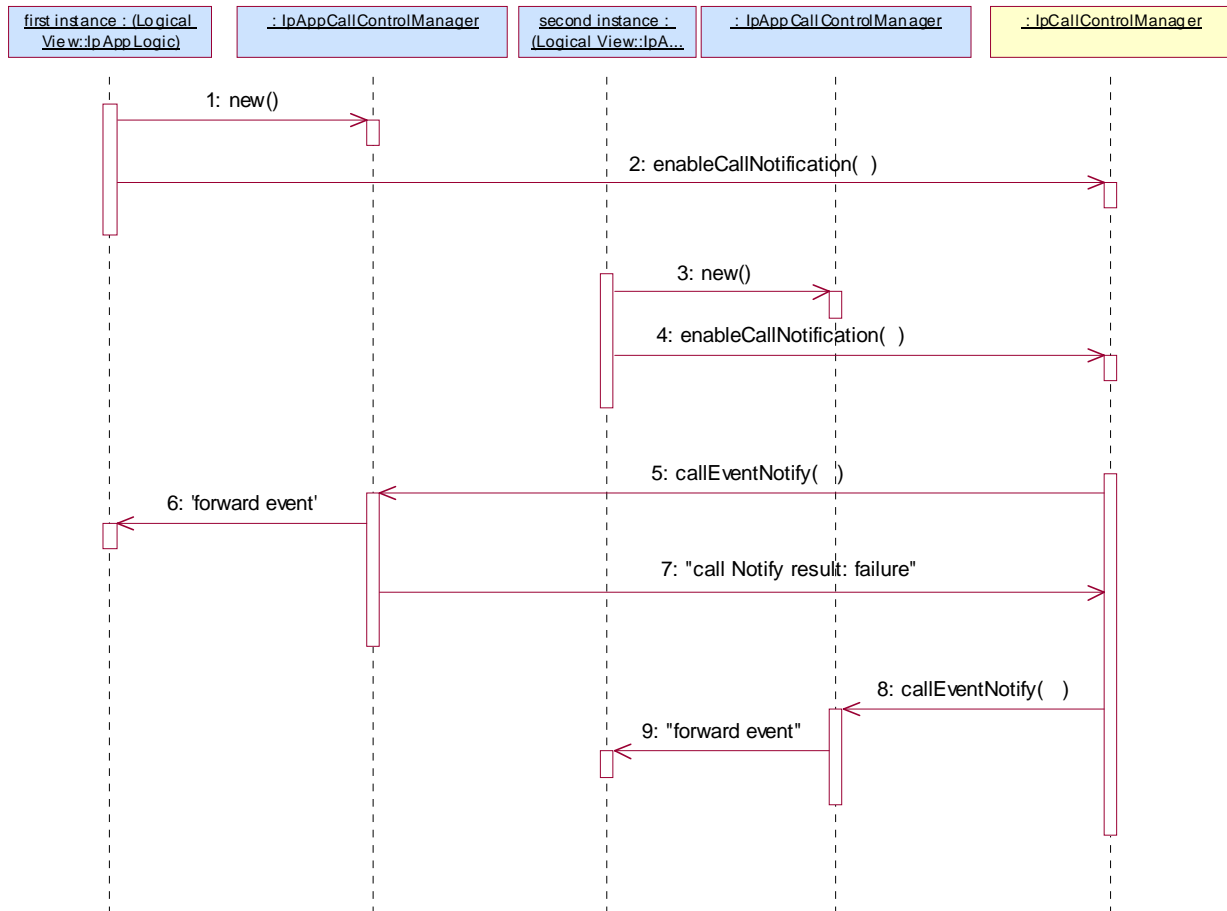 first instance : (Logical
View::IpAppLogic)
: IpAppCallControlManager
second instance :
(Logical View::IpA...
: IpAppCallControlManager
: IpCallControlManager
1: new()
2: enableCallNotification(  )
3: new()
4: enableCallNotification(  )
5: callEventNotify(  )
6: 'forward event'
7: "call Notify result: failure"
8: callEventNotify(  )
9: "forward event"